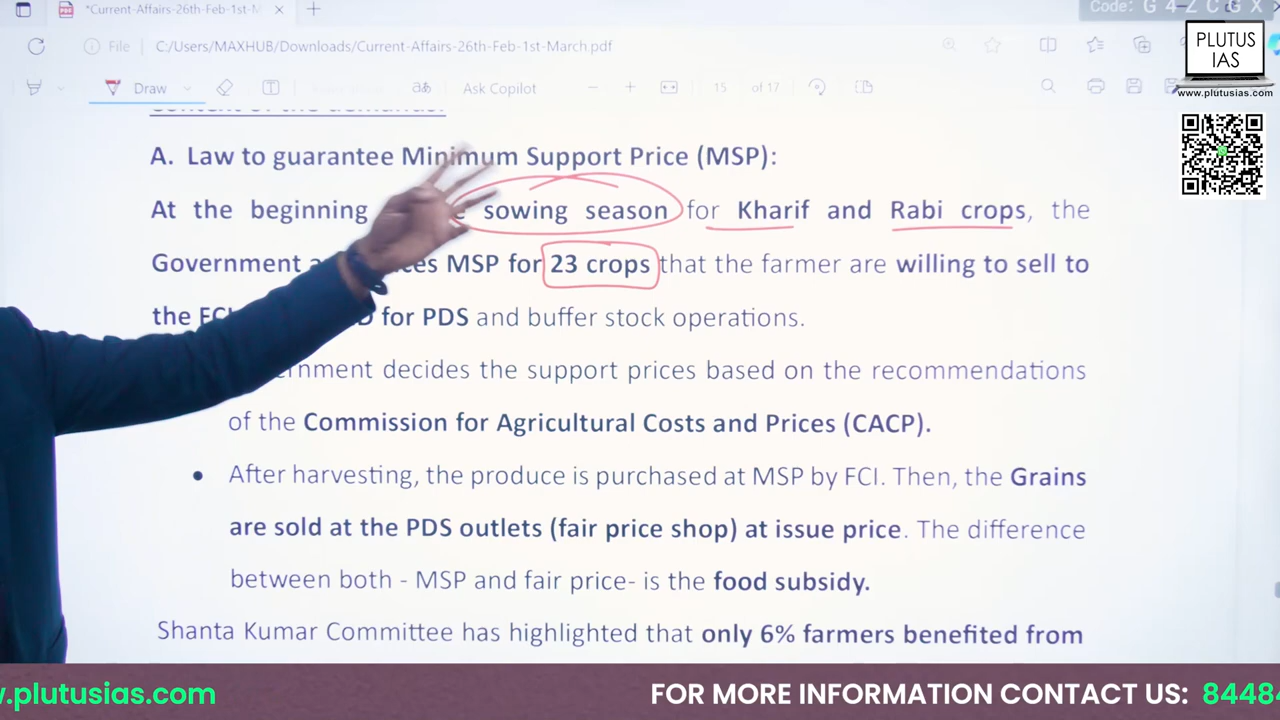 *Current-Affairs-26th-Feb-1st-M
Code: G 4 Z C G X
File C:/Users/MAXHUB/Downloads/Current-Affairs-26th-Feb-1st-March.pdf
PLUTUS
IAS
www.plutusias.com
Draw Ask Copilot 15 of 17
A. Law to guarantee Minimum Support Price (MSP):
At the beginning sowing season for Kharif and Rabi crops, the
Government MSP for 23 crops that the farmer are willing to sell to
the for PDS and buffer stock operations.
decides the support prices based on the recommendations
of the Commission for Agricultural Costs and Prices (CACP).
• After harvesting, the produce is purchased at MSP by FCI. Then, the Grains
are sold at the PDS outlets (fair price shop) at issue price. The difference
between both - MSP and fair price- is the food subsidy.
Shanta Kumar Committee has highlighted that only 6% farmers benefited from
w.plutusias.com FOR MORE INFORMATION CONTACT US: 8448